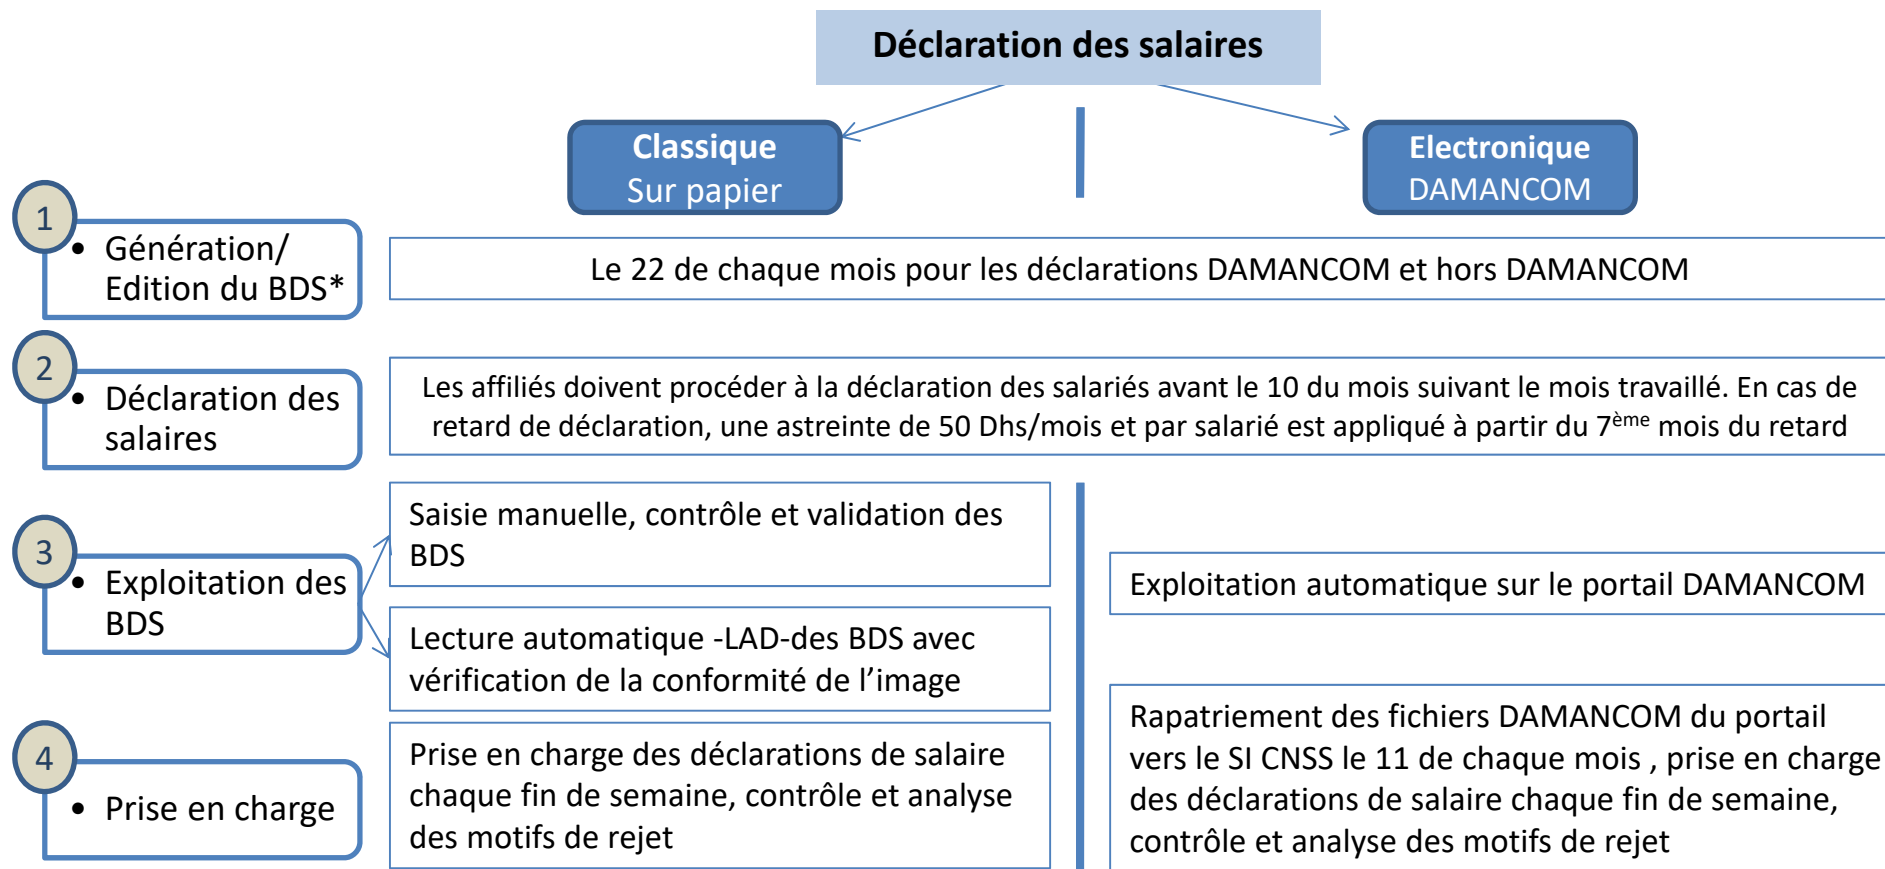 Déclaration des salaires
Classique
Sur papier
Electronique
DAMANCOM
1
• Génération/
Edition du BDS*
Le 22 de chaque mois pour les déclarations DAMANCOM et hors DAMANCOM
2
• Déclaration des
salaires
Les affiliés doivent procéder à la déclaration des salariés avant le 10 du mois suivant le mois travaillé. En cas de
retard de déclaration, une astreinte de 50 Dhs/mois et par salarié est appliqué à partir du 7ème mois du retard
3
• Exploitation des
BDS
Saisie manuelle, contrôle et validation des
BDS
Lecture automatique -LAD-des BDS avec
vérification de la conformité de l’image
Exploitation automatique sur le portail DAMANCOM
4
• Prise en charge
Prise en charge des déclarations de salaire
chaque fin de semaine, contrôle et analyse
des motifs de rejet
Rapatriement des fichiers DAMANCOM du portail
vers le SI CNSS le 11 de chaque mois , prise en charge
des déclarations de salaire chaque fin de semaine,
contrôle et analyse des motifs de rejet